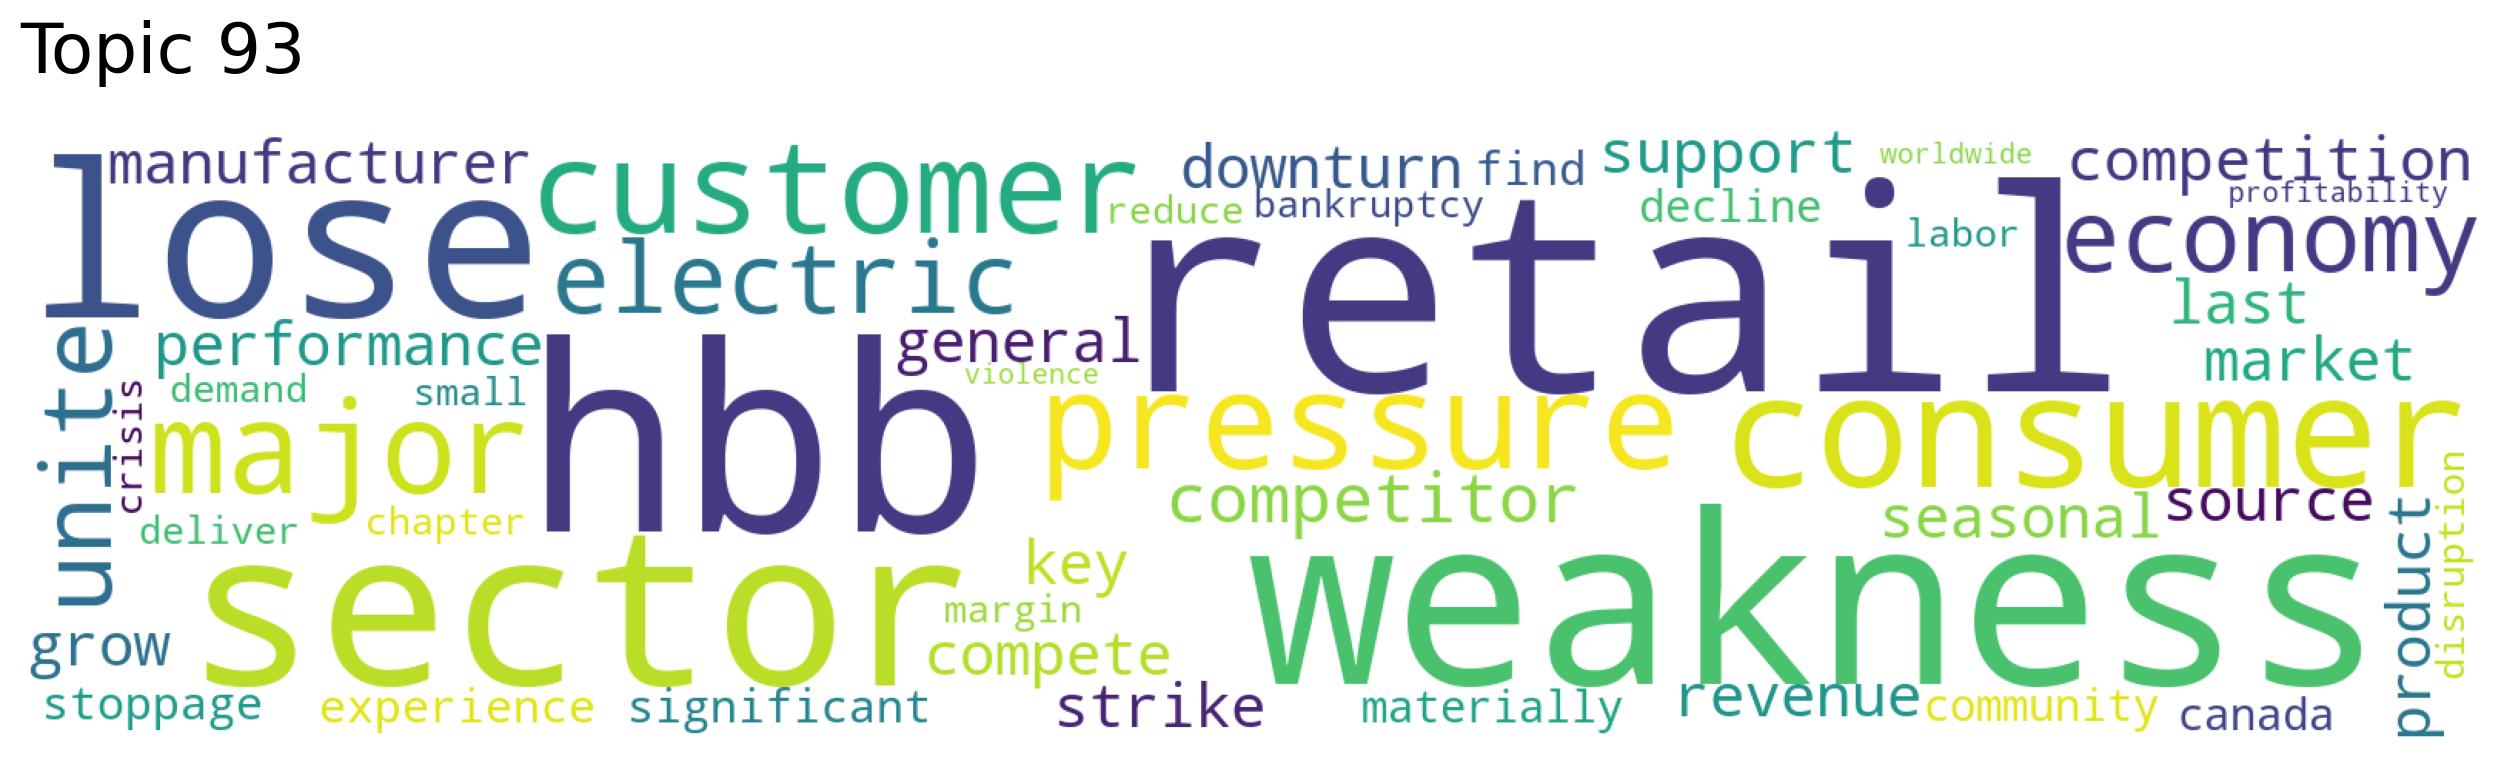 Topic 93
manufacturer
lose
customer
downturn
find
support
worldwide
competition
profitability
reduce
bankruptcy
decline
labor
economy
electric
retail
last
market
unite
performance
general
violence
demand
small
crisis
major
hbb
pressure
consumer
deliver
chapter
competitor
seasonal
source
product
disruption
sector
key
margin
compete
weakness
grow
stoppage
experience
significant
strike
materially
revenue
community
canada